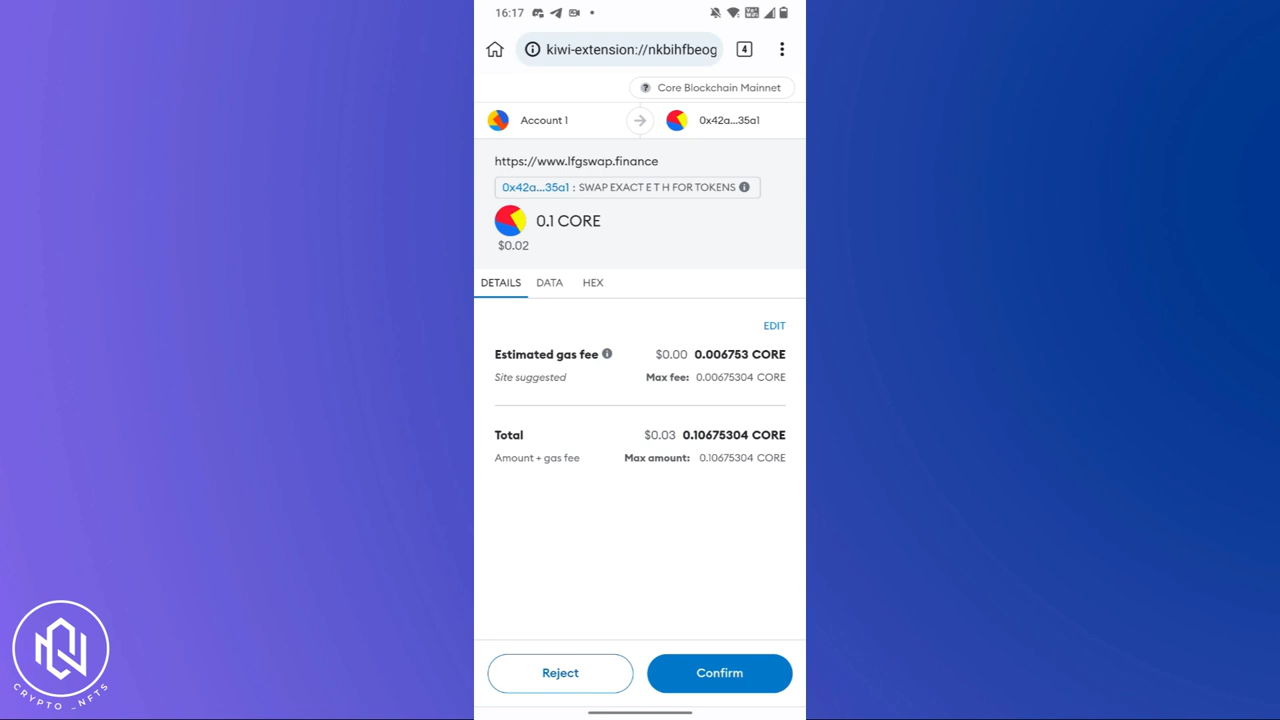 16:17
kiwi-extension://nkbihfbeog
4
Core Blockchain Mainnet
Account 1
0x42a...35a1
https://www.lfgswap.finance
0x42a...35a1 : SWAP EXACT E T H FOR TOKENS
0.1 CORE
$0.02
DETAILS DATA HEX
EDIT
Estimated gas fee $0.00 0.006753 CORE
Site suggested Max fee: 0.00675304 CORE
Total $0.03 0.10675304 CORE
Amount + gas fee Max amount: 0.10675304 CORE
Reject Confirm
CRYPTO _NFTS